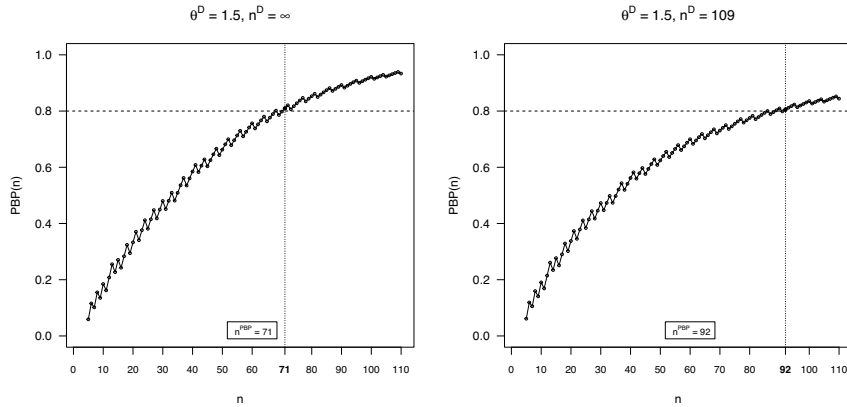 θ^D = 1.5, n^D = ∞
1.0
0.8
0.6
0.4
0.2
0.0
PBP(n)
n^PBP = 71
0 10 20 30 40 50 60 71 80 90 100 110
n
θ^D = 1.5, n^D = 109
1.0
0.8
0.6
0.4
0.2
0.0
PBP(n)
n^PBP = 92
0 10 20 30 40 50 60 70 80 92 100 110
n